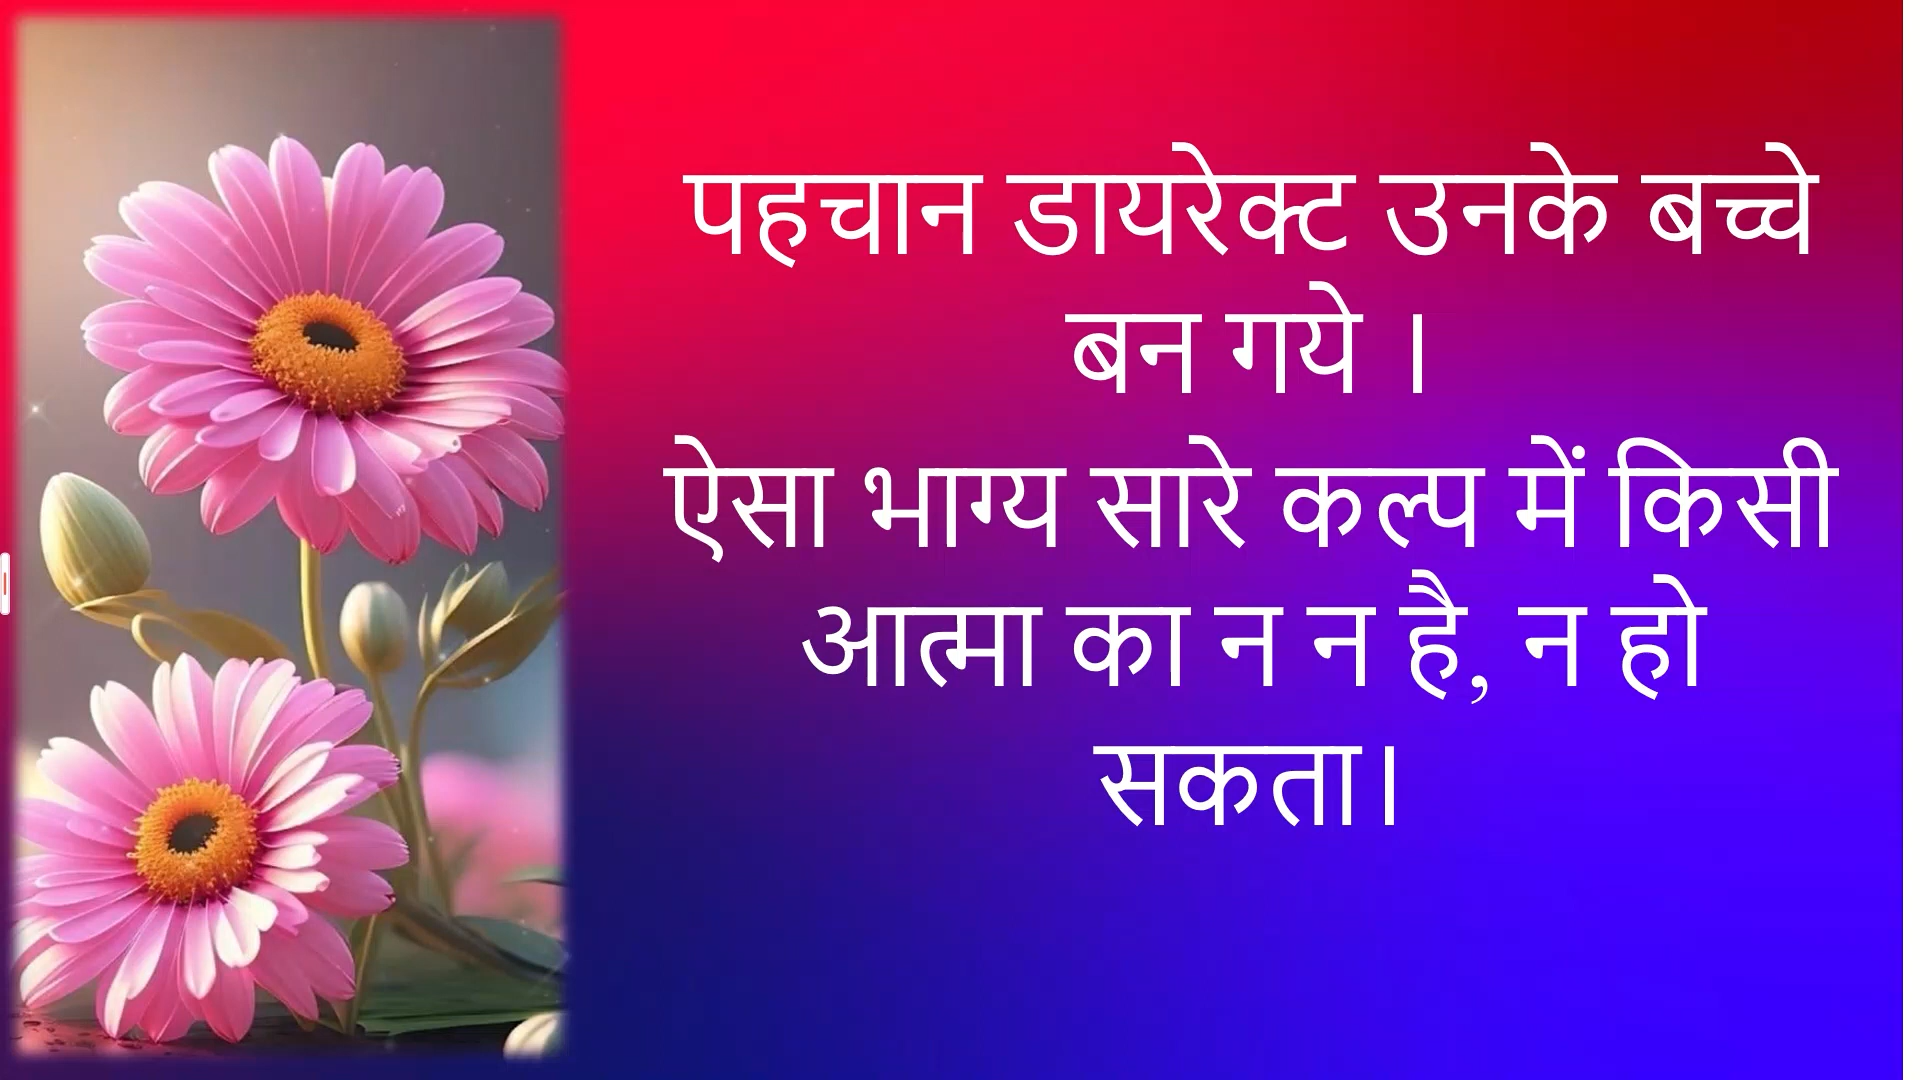 पहचान डायरेक्ट उनके बच्चे
बन गये ।
ऐसा भाग्य सारे कल्प में किसी
आत्मा का न न है, न हो
सकता।